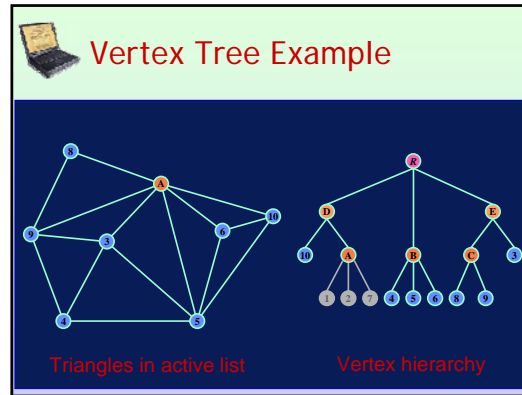 Vertex Tree Example
8
A
10
6
9
3
4
5
R
D
E
10
A
B
C
3
1
2
7
4
5
6
8
9
Triangles in active list
Vertex hierarchy